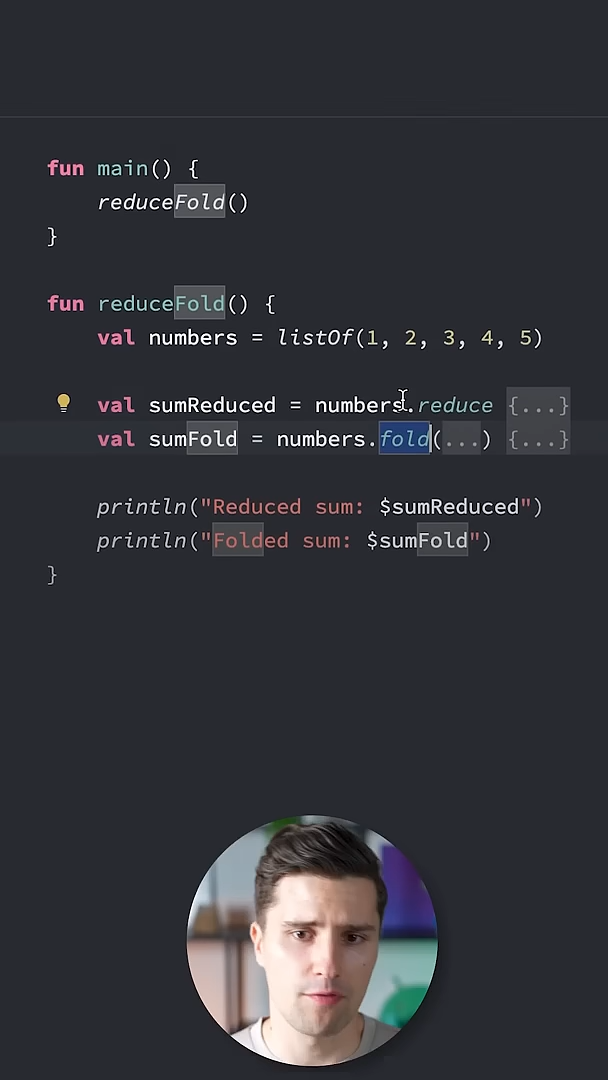 fun main() {
reduceFold()
}
fun reduceFold() {
val numbers = listOf(1, 2, 3, 4, 5)
val sumReduced = numbers.reduce {...}
val sumFold = numbers.fold(...) {...}
println("Reduced sum: $sumReduced")
println("Folded sum: $sumFold")
}